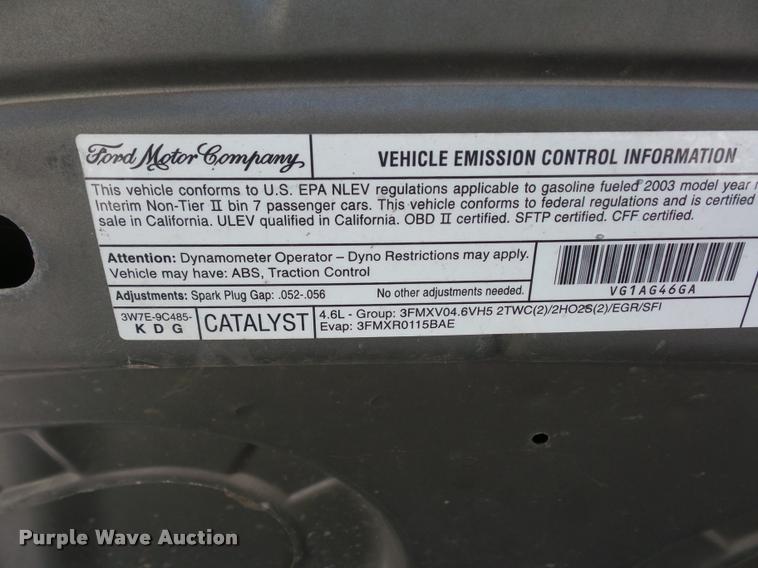 Ford Motor Company
VEHICLE EMISSION CONTROL INFORMATION
This vehicle conforms to U.S. EPA NLEV regulations applicable to gasoline fueled 2003 model year
Interim Non-Tier II bin 7 passenger cars. This vehicle conforms to federal regulations and is certified
sale in California. ULEV qualified in California. OBD II certified. SFTP certified. CFF certified.
Attention: Dynamometer Operator – Dyno Restrictions may apply.
Vehicle may have: ABS, Traction Control
VG1AG46GA
Adjustments: Spark Plug Gap: .052-.056 No other adjustments needed.
3W7E-9C485-
K D G
CATALYST
4.6L - Group: 3FMXV04.6VH5 2TWC(2)/2HO2S(2)/EGR/SFI
Evap: 3FMXR0115BAE
Purple Wave Auction